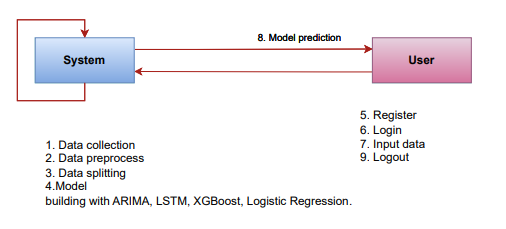 8. Model prediction
System
User
1. Data collection
2. Data preprocess
3. Data splitting
4.Model
building with ARIMA, LSTM, XGBoost, Logistic Regression.
5. Register
6. Login
7. Input data
9. Logout